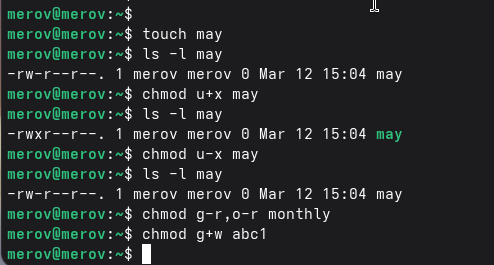 merov@merov:~$
merov@merov:~$ touch may
merov@merov:~$ ls -l may
-rw-r--r--. 1 merov merov 0 Mar 12 15:04 may
merov@merov:~$ chmod u+x may
merov@merov:~$ ls -l may
-rwxr--r--. 1 merov merov 0 Mar 12 15:04 may
merov@merov:~$ chmod u-x may
merov@merov:~$ ls -l may
-rw-r--r--. 1 merov merov 0 Mar 12 15:04 may
merov@merov:~$ chmod g-r,o-r monthly
merov@merov:~$ chmod g+w abc1
merov@merov:~$